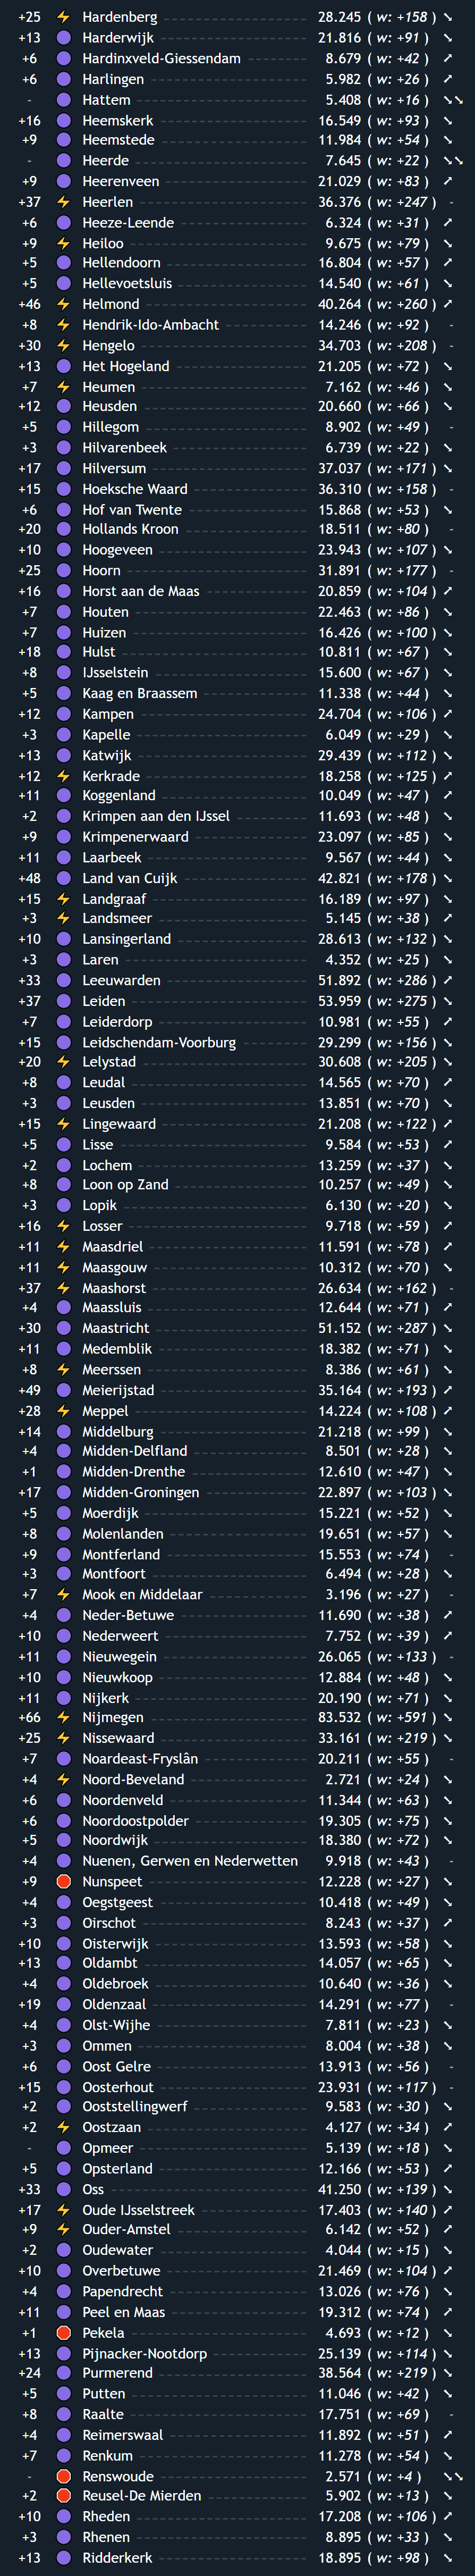 +25 Hardenberg 28.245 ( w: +158 ) ↘
+13 Harderwijk 21.816 ( w: +91 ) ↘
+6 Hardinxveld-Giessendam 8.679 ( w: +42 ) ↗
+6 Harlingen 5.982 ( w: +26 ) ↗
- Hattem 5.408 ( w: +16 ) ↘↘
+16 Heemskerk 16.549 ( w: +93 ) ↘
+9 Heemstede 11.984 ( w: +54 ) ↘
- Heerde 7.645 ( w: +22 ) ↘↘
+9 Heerenveen 21.029 ( w: +83 ) ↗
+37 Heerlen 36.376 ( w: +247 ) -
+6 Heeze-Leende 6.324 ( w: +31 ) ↗
+9 Heiloo 9.675 ( w: +79 ) ↘
+5 Hellendoorn 16.804 ( w: +57 ) ↗
+5 Hellevoetsluis 14.540 ( w: +61 ) ↘
+46 Helmond 40.264 ( w: +260 ) ↗
+8 Hendrik-Ido-Ambacht 14.246 ( w: +92 ) -
+30 Hengelo 34.703 ( w: +208 ) -
+13 Het Hogeland 21.205 ( w: +72 ) ↘
+7 Heumen 7.162 ( w: +46 ) ↘
+12 Heusden 20.660 ( w: +66 ) ↘
+5 Hillegom 8.902 ( w: +49 ) -
+3 Hilvarenbeek 6.739 ( w: +22 ) ↘
+17 Hilversum 37.037 ( w: +171 ) ↘
+15 Hoeksche Waard 36.310 ( w: +158 ) -
+6 Hof van Twente 15.868 ( w: +53 ) ↘
+20 Hollands Kroon 18.511 ( w: +80 ) -
+10 Hoogeveen 23.943 ( w: +107 ) ↘
+25 Hoorn 31.891 ( w: +177 ) -
+16 Horst aan de Maas 20.859 ( w: +104 ) ↗
+7 Houten 22.463 ( w: +86 ) ↘
+7 Huizen 16.426 ( w: +100 ) ↘
+18 Hulst 10.811 ( w: +67 ) ↘
+8 IJsselstein 15.600 ( w: +67 ) ↘
+5 Kaag en Braassem 11.338 ( w: +44 ) ↘
+12 Kampen 24.704 ( w: +106 ) ↗
+3 Kapelle 6.049 ( w: +29 ) ↘
+13 Katwijk 29.439 ( w: +112 ) ↘
+12 Kerkrade 18.258 ( w: +125 ) ↗
+11 Koggenland 10.049 ( w: +47 ) ↗
+2 Krimpen aan den IJssel 11.693 ( w: +48 ) ↘
+9 Krimpenerwaard 23.097 ( w: +85 ) ↘
+11 Laarbeek 9.567 ( w: +44 ) ↘
+48 Land van Cuijk 42.821 ( w: +178 ) ↘
+15 Landgraaf 16.189 ( w: +97 ) ↘
+3 Landsmeer 5.145 ( w: +38 ) ↗
+10 Lansingerland 28.613 ( w: +132 ) ↘
+3 Laren 4.352 ( w: +25 ) ↘
+33 Leeuwarden 51.892 ( w: +286 ) ↗
+37 Leiden 53.959 ( w: +275 ) ↘
+7 Leiderdorp 10.981 ( w: +55 ) ↗
+15 Leidschendam-Voorburg 29.299 ( w: +156 ) ↘
+20 Lelystad 30.608 ( w: +205 ) ↘
+8 Leudal 14.565 ( w: +70 ) ↗
+3 Leusden 13.851 ( w: +70 ) ↘
+15 Lingewaard 21.208 ( w: +122 ) ↗
+5 Lisse 9.584 ( w: +53 ) ↗
+2 Lochem 13.259 ( w: +37 ) ↘
+8 Loon op Zand 10.257 ( w: +49 ) ↘
+3 Lopik 6.130 ( w: +20 ) ↘
+16 Losser 9.718 ( w: +59 ) ↗
+11 Maasdriel 11.591 ( w: +78 ) ↗
+11 Maasgouw 10.312 ( w: +70 ) ↘
+37 Maashorst 26.634 ( w: +162 ) -
+4 Maassluis 12.644 ( w: +71 ) ↗
+30 Maastricht 51.152 ( w: +287 ) ↘
+11 Medemblik 18.382 ( w: +71 ) ↘
+8 Meerssen 8.386 ( w: +61 ) ↘
+49 Meierijstad 35.164 ( w: +193 ) ↗
+28 Meppel 14.224 ( w: +108 ) ↗
+14 Middelburg 21.218 ( w: +99 ) ↘
+4 Midden-Delfland 8.501 ( w: +28 ) ↘
+1 Midden-Drenthe 12.610 ( w: +47 ) ↘
+17 Midden-Groningen 22.897 ( w: +103 ) ↘
+5 Moerdijk 15.221 ( w: +52 ) ↘
+8 Molenlanden 19.651 ( w: +57 ) ↘
+9 Montferland 15.553 ( w: +74 ) -
+3 Montfoort 6.494 ( w: +28 ) ↘
+7 Mook en Middelaar 3.196 ( w: +27 ) -
+4 Neder-Betuwe 11.690 ( w: +38 ) ↗
+10 Nederweert 7.752 ( w: +39 ) ↗
+11 Nieuwegein 26.065 ( w: +133 ) -
+10 Nieuwkoop 12.884 ( w: +48 ) ↘
+11 Nijkerk 20.190 ( w: +71 ) ↘
+66 Nijmegen 83.532 ( w: +591 ) ↘
+25 Nissewaard 33.161 ( w: +219 ) ↘
+7 Noardeast-Fryslân 20.211 ( w: +55 ) -
+4 Noord-Beveland 2.721 ( w: +24 ) ↘
+6 Noordenveld 11.344 ( w: +63 ) ↘
+6 Noordoostpolder 19.305 ( w: +75 ) ↘
+5 Noordwijk 18.380 ( w: +72 ) ↘
+4 Nuenen, Gerwen en Nederwetten 9.918 ( w: +43 ) -
+9 Nunspeet 12.228 ( w: +27 ) ↘
+4 Oegstgeest 10.418 ( w: +49 ) ↘
+3 Oirschot 8.243 ( w: +37 ) ↗
+10 Oisterwijk 13.593 ( w: +58 ) ↘
+13 Oldambt 14.057 ( w: +65 ) ↘
+4 Oldebroek 10.640 ( w: +36 ) ↘
+19 Oldenzaal 14.291 ( w: +77 ) -
+4 Olst-Wijhe 7.811 ( w: +23 ) ↘
+3 Ommen 8.004 ( w: +38 ) ↘
+6 Oost Gelre 13.913 ( w: +56 ) -
+15 Oosterhout 23.931 ( w: +117 ) -
+2 Ooststellingwerf 9.583 ( w: +30 ) ↘
+2 Oostzaan 4.127 ( w: +34 ) ↗
- Opmeer 5.139 ( w: +18 ) ↘
+5 Opsterland 12.166 ( w: +53 ) ↗
+33 Oss 41.250 ( w: +139 ) ↘
+17 Oude IJsselstreek 17.403 ( w: +140 ) ↗
+9 Ouder-Amstel 6.142 ( w: +52 ) ↗
+2 Oudewater 4.044 ( w: +15 ) ↘
+10 Overbetuwe 21.469 ( w: +104 ) ↗
+4 Papendrecht 13.026 ( w: +76 ) ↘
+11 Peel en Maas 19.312 ( w: +74 ) ↗
+1 Pekela 4.693 ( w: +12 ) ↘
+13 Pijnacker-Nootdorp 25.139 ( w: +114 ) ↘
+24 Purmerend 38.564 ( w: +219 ) ↘
+5 Putten 11.046 ( w: +42 ) ↘
+8 Raalte 17.751 ( w: +69 ) -
+4 Reimerswaal 11.892 ( w: +51 ) ↗
+7 Renkum 11.278 ( w: +54 ) ↘
- Renswoude 2.571 ( w: +4 ) ↘↘
+2 Reusel-De Mierden 5.902 ( w: +13 ) ↘
+10 Rheden 17.208 ( w: +106 ) ↗
+3 Rhenen 8.895 ( w: +33 ) ↘
+13 Ridderkerk 18.895 ( w: +98 ) ↘